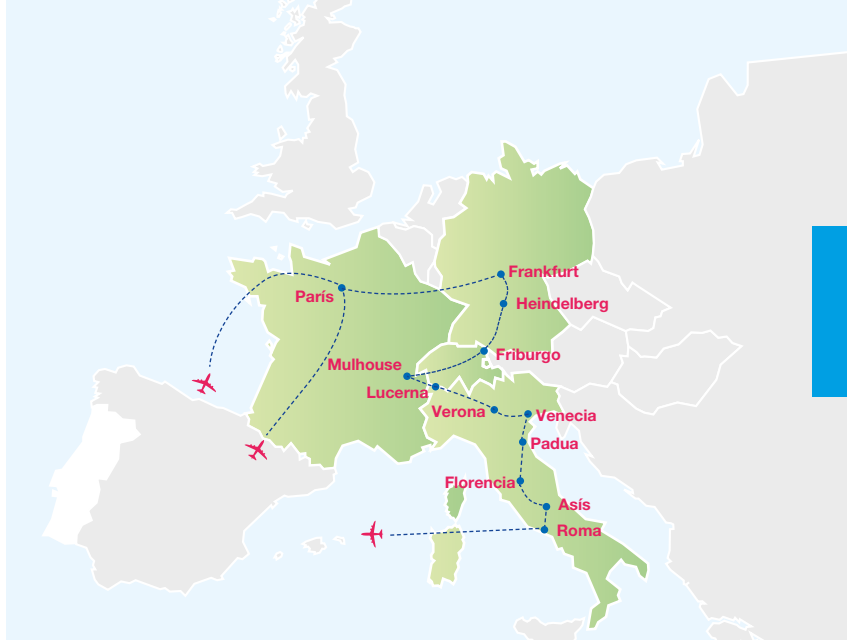 Frankfurt
París
Heindelberg
Friburgo
Mulhouse
Lucerna
Verona
Venecia
Padua
Florencia
Asís
Roma